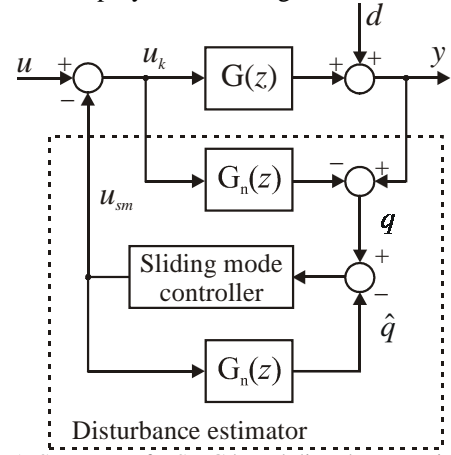 d
u
+
−
u_k
G(z)
+
+
y
G_n(z)
−
+
u_sm
q
Sliding mode
controller
+
−
q̂
G_n(z)
Disturbance estimator